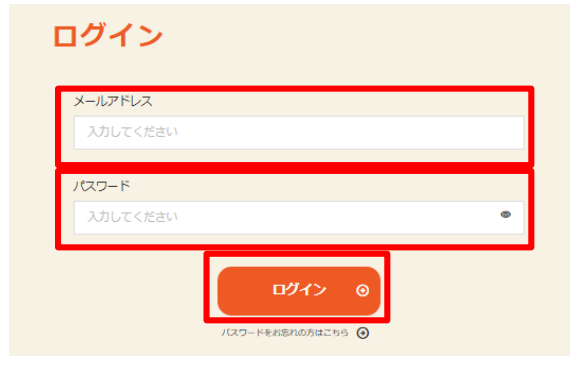 ログイン
メールアドレス
入力してください
パスワード
入力してください
ログイン
パスワードをお忘れの方はこちら